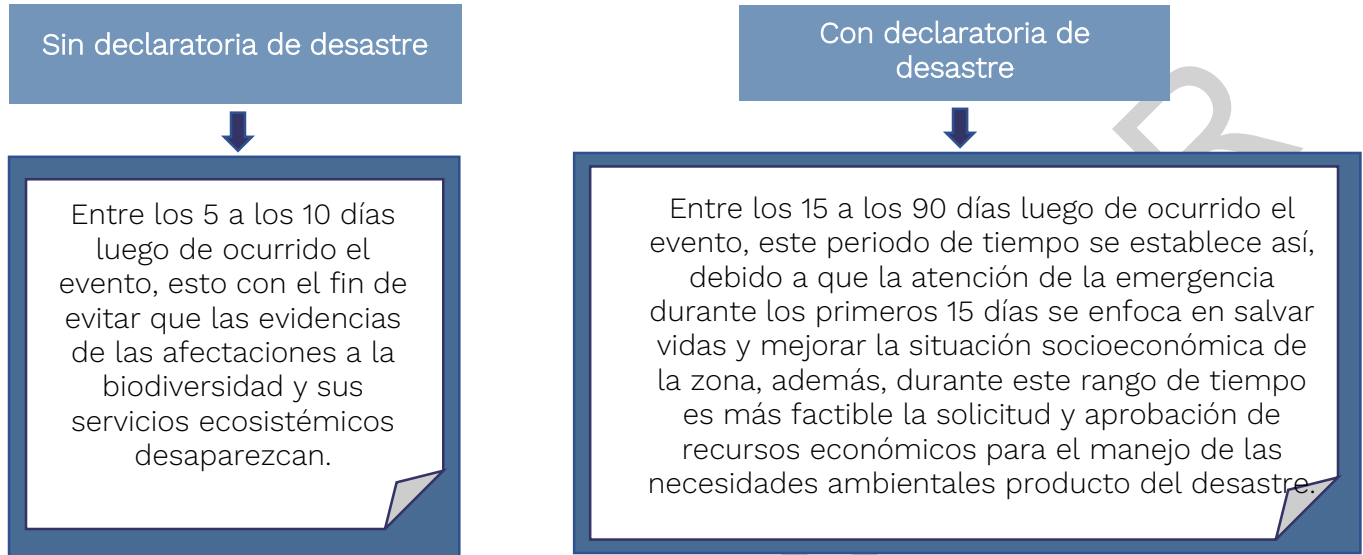 Sin declaratoria de desastre
Entre los 5 a los 10 días
luego de ocurrido el
evento, esto con el fin de
evitar que las evidencias
de las afectaciones a la
biodiversidad y sus
servicios ecosistémicos
desaparezcan.
Con declaratoria de
desastre
Entre los 15 a los 90 días luego de ocurrido el
evento, este periodo de tiempo se establece así,
debido a que la atención de la emergencia
durante los primeros 15 días se enfoca en salvar
vidas y mejorar la situación socioeconómica de
la zona, además, durante este rango de tiempo
es más factible la solicitud y aprobación de
recursos económicos para el manejo de las
necesidades ambientales producto del desastre.